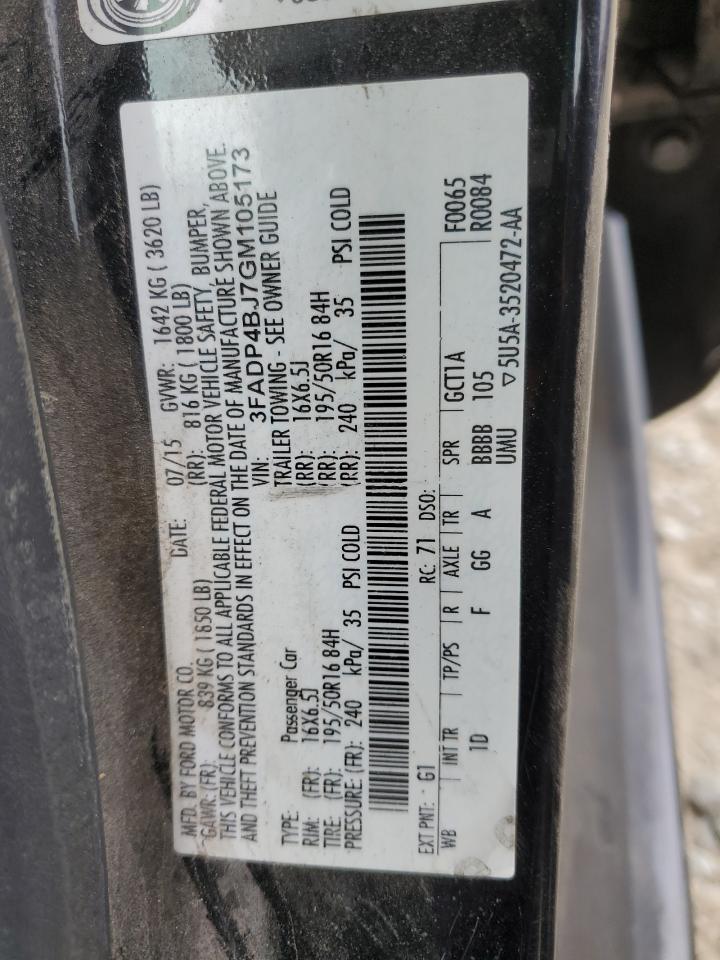 MFD. BY FORD MOTOR CO. DATE: 07/15 GVWR: 1642 KG ( 3620 LB)
GAWR: (FR): 839 KG ( 1850 LB) (RR): 816 KG ( 1800 LB)
THIS VEHICLE CONFORMS TO ALL APPLICABLE FEDERAL MOTOR VEHICLE SAFETY, BUMPER,
AND THEFT PREVENTION STANDARDS IN EFFECT ON THE DATE OF MANUFACTURE SHOWN ABOVE.
VIN: 3FADP4BJ7GM105173
TYPE: Passenger Car TRAILER TOWING - SEE OWNER GUIDE
RIM: (FR): 16X6.5J (RR): 16X6.5J
TIRE: (FR): 195/50R16 84H (RR): 195/50R16 84H
PRESSURE: (FR): 240 kPa/ 35 PSI COLD (RR): 240 kPa/ 35 PSI COLD
EXT PNT: G1 RC: 71 DSO: F0065
WB INT TR TP/PS R AXLE TR SPR GCT1A R0084
1D F GG A BBBB 105
UMU ▽5U5A-3520472-AA